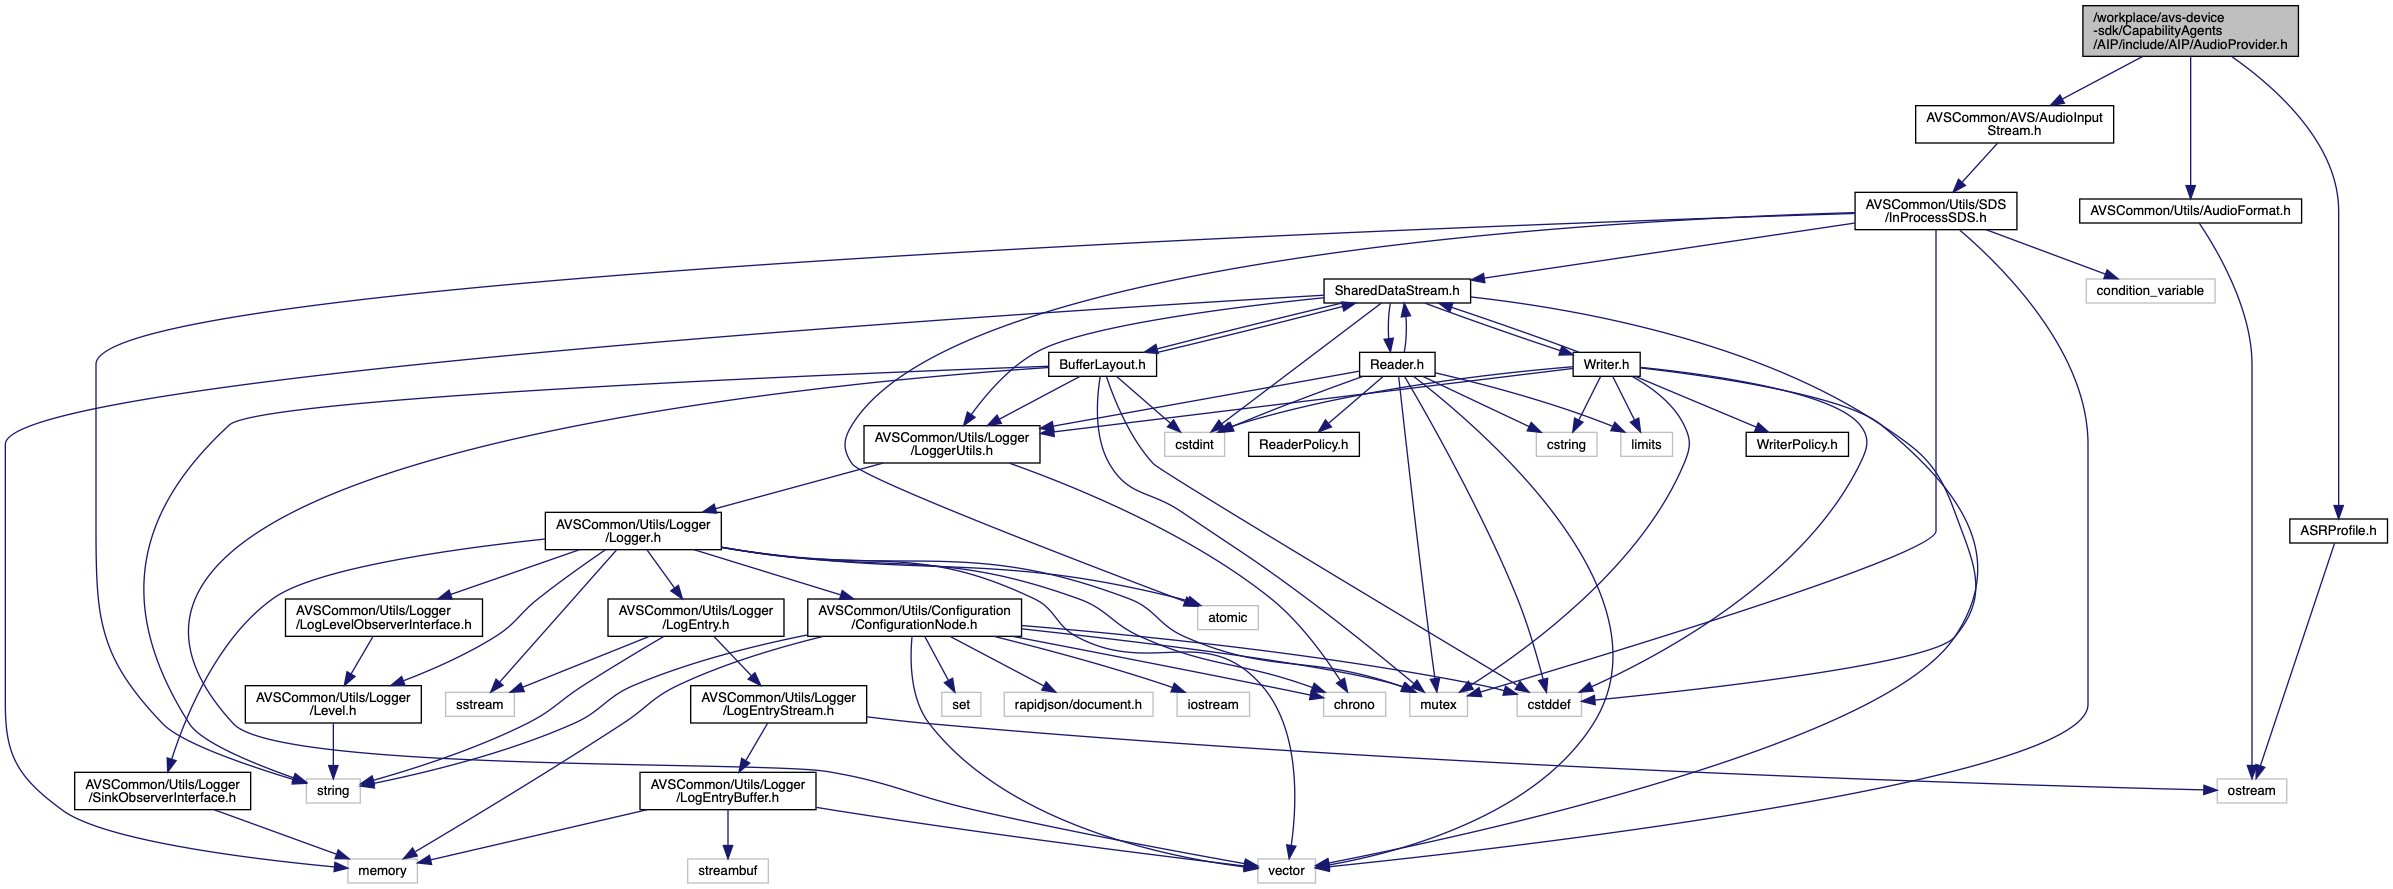 /workplace/avs-device
-sdk/CapabilityAgents
/AIP/include/AIP/AudioProvider.h
AVSCommon/AVS/AudioInput
Stream.h
AVSCommon/Utils/SDS
/InProcessSDS.h
AVSCommon/Utils/AudioFormat.h
SharedDataStream.h
condition_variable
BufferLayout.h
Reader.h
Writer.h
AVSCommon/Utils/Logger
/LoggerUtils.h
cstdint
ReaderPolicy.h
cstring
limits
WriterPolicy.h
AVSCommon/Utils/Logger
/Logger.h
ASRProfile.h
AVSCommon/Utils/Logger
/LogLevelObserverInterface.h
AVSCommon/Utils/Logger
/LogEntry.h
AVSCommon/Utils/Configuration
/ConfigurationNode.h
atomic
AVSCommon/Utils/Logger
/Level.h
sstream
AVSCommon/Utils/Logger
/LogEntryStream.h
set
rapidjson/document.h
iostream
chrono
mutex
cstddef
AVSCommon/Utils/Logger
/SinkObserverInterface.h
string
AVSCommon/Utils/Logger
/LogEntryBuffer.h
ostream
memory
streambuf
vector